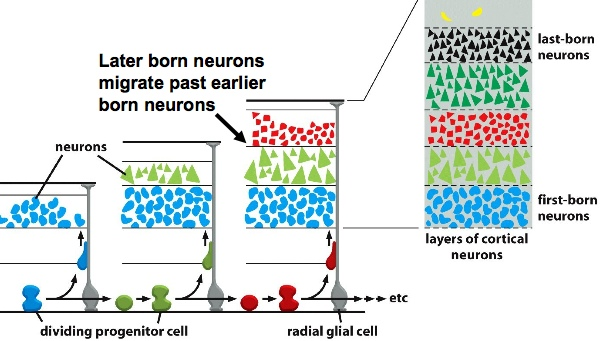 Later born neurons
migrate past earlier
born neurons
neurons
last-born
neurons
first-born
neurons
layers of cortical
neurons
etc
dividing progenitor cell
radial glial cell